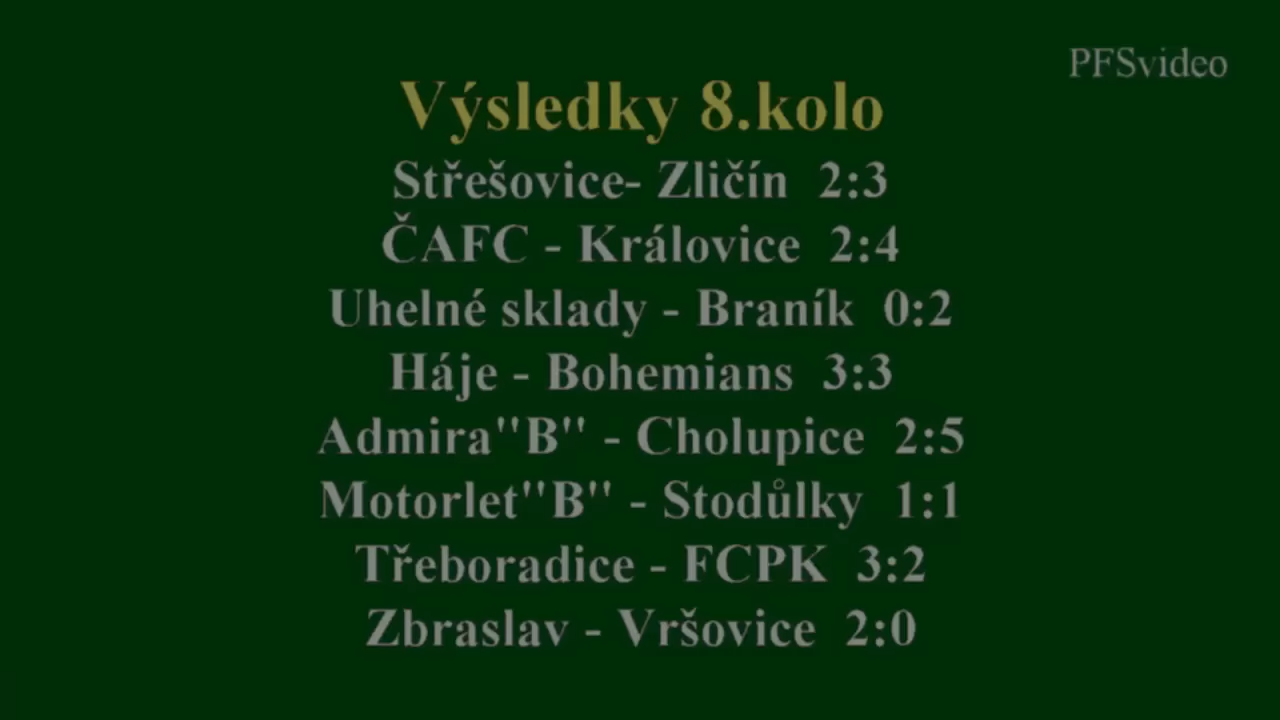 PFSvideo
Výsledky 8.kolo
Střešovice- Zličín 2:3
ČAFC - Královice 2:4
Uhelné sklady - Braník 0:2
Háje - Bohemians 3:3
Admira"B" - Cholupice 2:5
Motorlet"B" - Stodůlky 1:1
Třeboradice - FCPK 3:2
Zbraslav - Vršovice 2:0